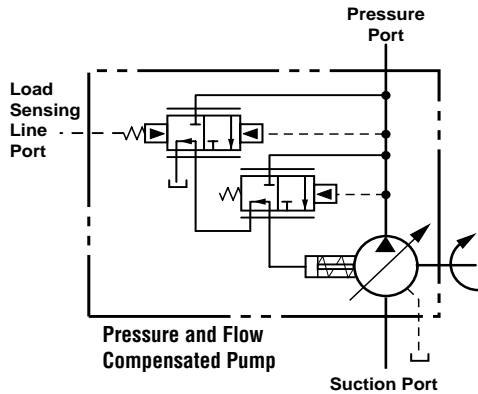 Pressure
Port
Load
Sensing
Line
Port
Pressure and Flow
Compensated Pump
Suction Port